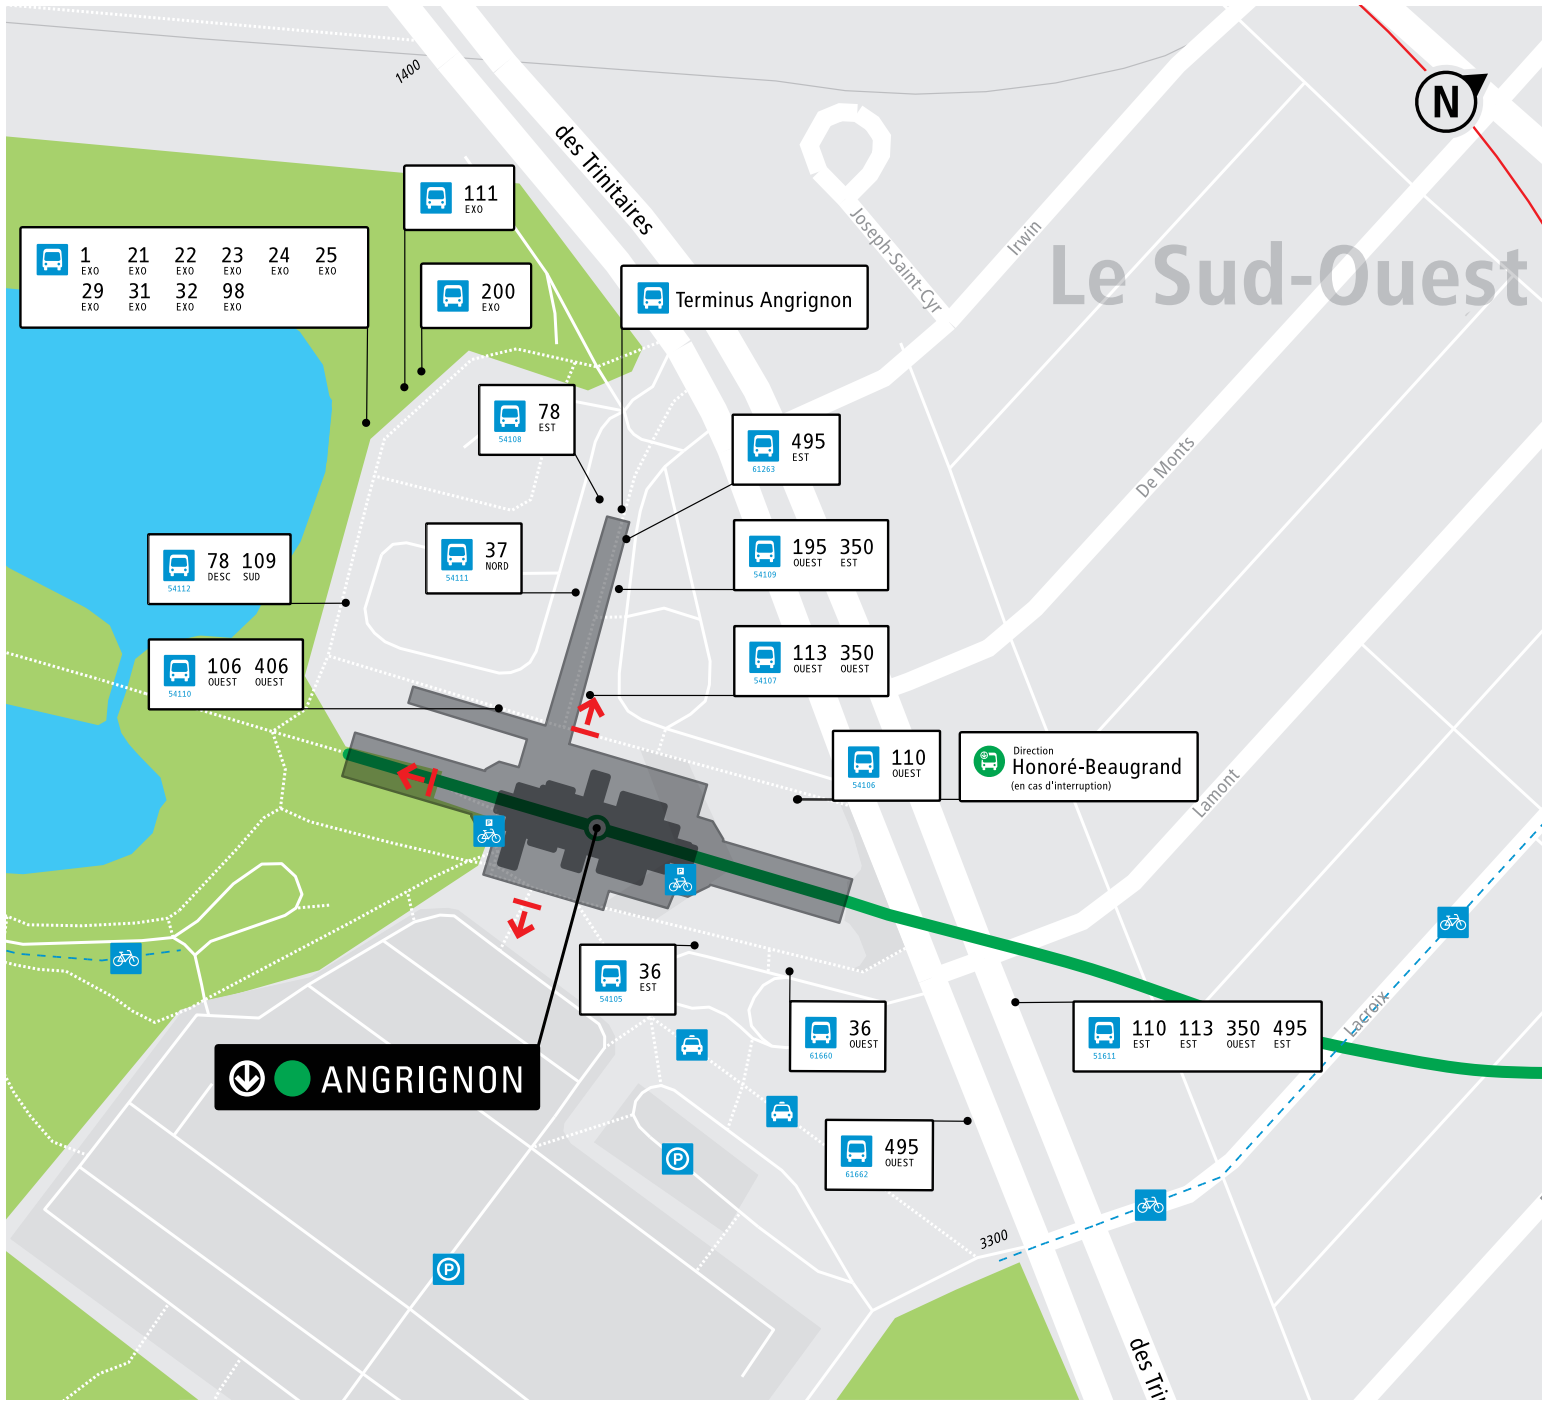 1400
des Trinitaires
N
111
EXO
Joseph-Saint-Cyr
Irwin
Le Sud-Ouest
1 21 22 23 24 25
EXO EXO EXO EXO EXO EXO
29 31 32 98
EXO EXO EXO EXO
200
EXO
Terminus Angrignon
78
EST
54108
495
EST
61263
De Monts
37
NORD
54111
195 350
OUEST EST
54109
78 109
DESC SUD
54112
106 406
OUEST OUEST
54110
113 350
OUEST OUEST
54107
110
OUEST
54106
Direction
Honoré-Beaugrand
(en cas d'interruption)
Lamont
P
P
36
EST
54105
36
OUEST
61660
110 113 350 495
EST EST OUEST EST
51611
Lacroix
ANGRIGNON
495
OUEST
61662
P
P
3300
des Tri